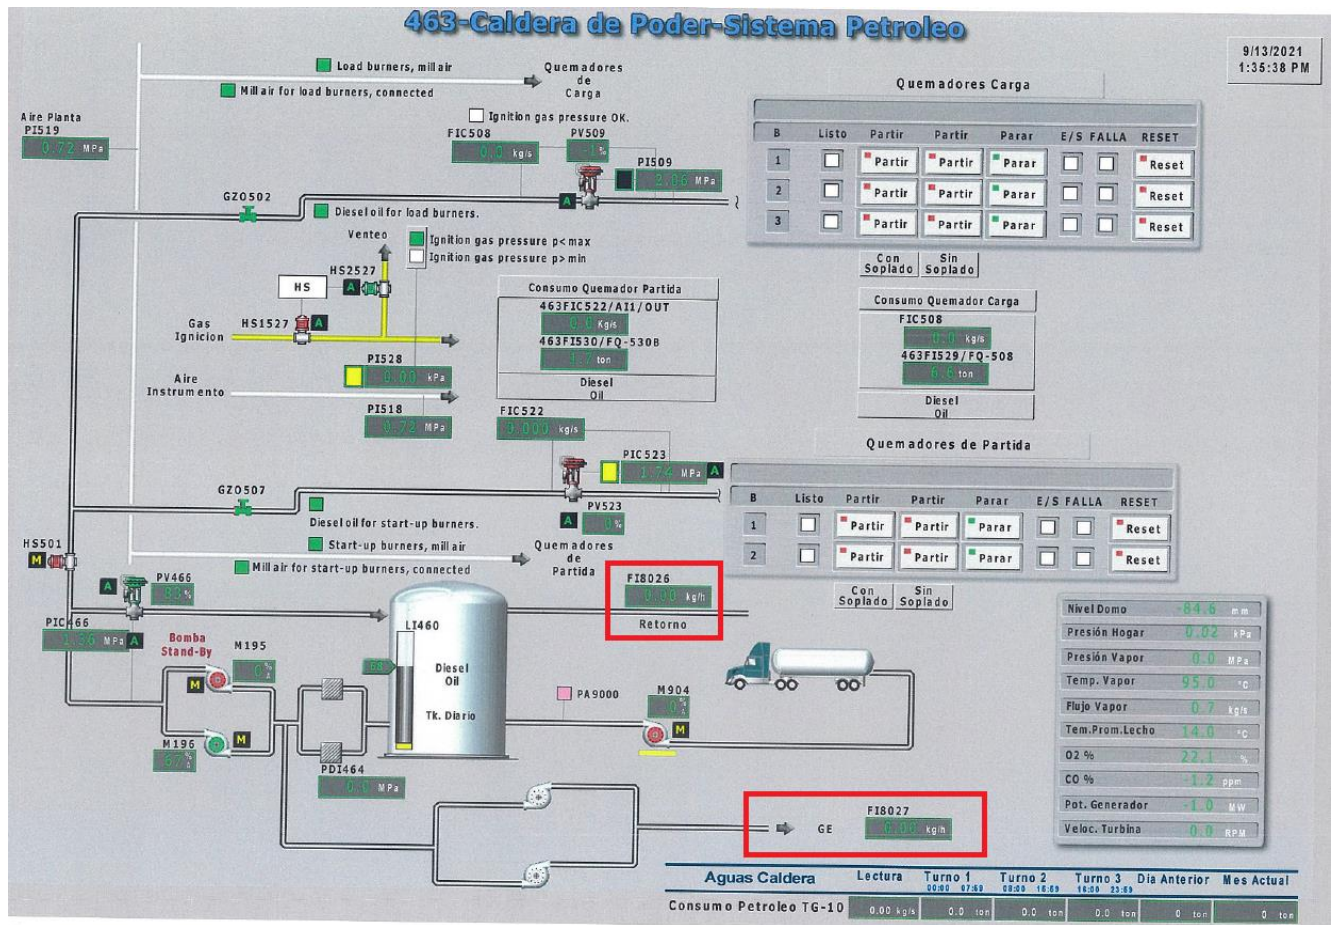 463-Caldera de Poder-Sistema Petroleo
9/13/2021
1:35:38 PM
Load burners, mill air
Mill air for load burners, connected
Quemadores
de
Carga
Ignition gas pressure OK.
Aire Planta
PI519
0.72 MPa
FIC508
0.0 kg/s
PV509
-1%
PI509
2.06 MPa
A
GZO502
Diesel oil for load burners.
Venteo
Ignition gas pressure p<max
Ignition gas pressure p>min
HS2527
HS
A
Gas
Ignicion
HS1527
A
PI528
0.00 kPa
Aire
Instrumento
PI518
0.72 MPa
Consumo Quemador Partida
463FIC522/AI1/OUT
0.0 Kg/s
463FI530/FQ-530B
ton
Diesel
Oil
FIC522
0.000 kg/s
PIC523
1.74 MPa
A
GZO507
Diesel oil for start-up burners.
PV523
A
%
Start-up burners, mill air
Mill air for start-up burners, connected
Quemadores
de
Partida
HS501
M
A
PV466
83%
PIC466
MPa
A
Bomba
Stand-By
M195
M
M196
67%
M
PDI464
0.0 MPa
LI460
68
Diesel
Oil
Tk. Diario
FI8026
0.00 kg/h
Retorno
PA9000
M904
M
GE
FI8027
0.00 kg/h
Quemadores Carga
B Listo Partir Partir Parar E/S FALLA RESET
1 Partir Partir Parar Reset
2 Partir Partir Parar Reset
3 Partir Partir Parar Reset
Con
Soplado
Sin
Soplado
Consumo Quemador Carga
FIC508
0.0 kg/s
463FI529/FQ-508
6.6 ton
Diesel
Oil
Quemadores de Partida
B Listo Partir Partir Parar E/S FALLA RESET
1 Partir Partir Parar Reset
2 Partir Partir Parar Reset
Con
Soplado
Sin
Soplado
Nivel Domo -84.6 mm
Presión Hogar 0.02 kPa
Presión Vapor 0.0 MPa
Temp. Vapor 95.0 °C
Flujo Vapor 0.7 kg/s
Tem.Prom.Lecho 14.0 °C
O2 % 22.1 %
CO % -1.2 ppm
Pot. Generador -1.0 MW
Veloc. Turbina 0.0 RPM
Aguas Caldera Lectura Turno 1 Turno 2 Turno 3 Dia Anterior Mes Actual
00:00 07:59 08:00 15:59 16:00 23:59
Consumo Petroleo TG-10 0.00 kg/s 0.0 ton 0.0 ton 0.0 ton 0 ton 0 ton